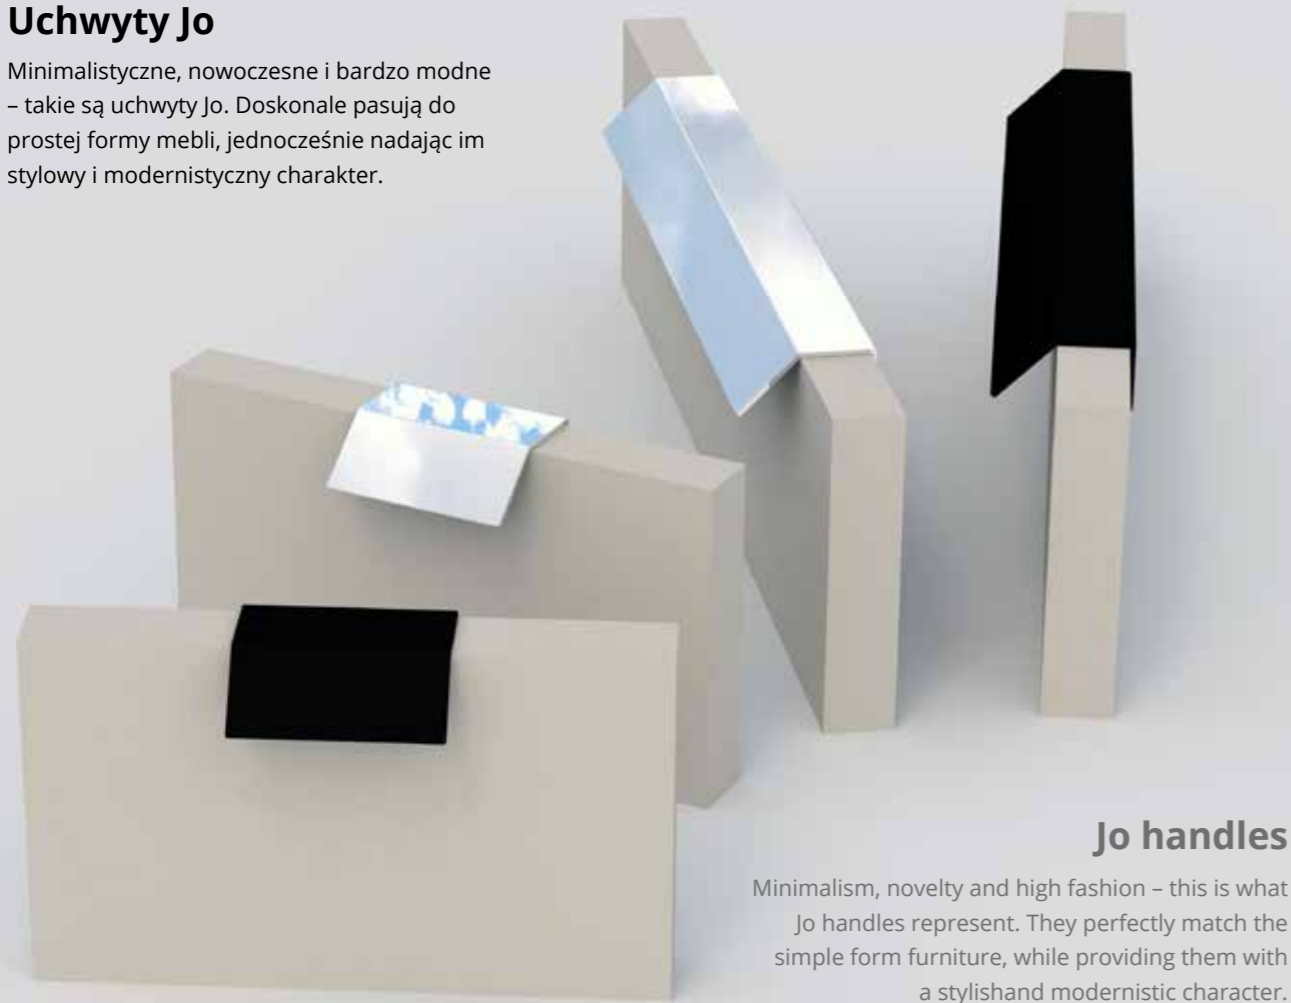 Uchwyty Jo
Minimalistyczne, nowoczesne i bardzo modne
– takie są uchwyty Jo. Doskonale pasują do
prostej formy mebli, jednocześnie nadając im
stylowy i modernistyczny charakter.
Jo handles
Minimalism, novelty and high fashion – this is what
Jo handles represent. They perfectly match the
simple form furniture, while providing them with
a stylishand modernistic character.